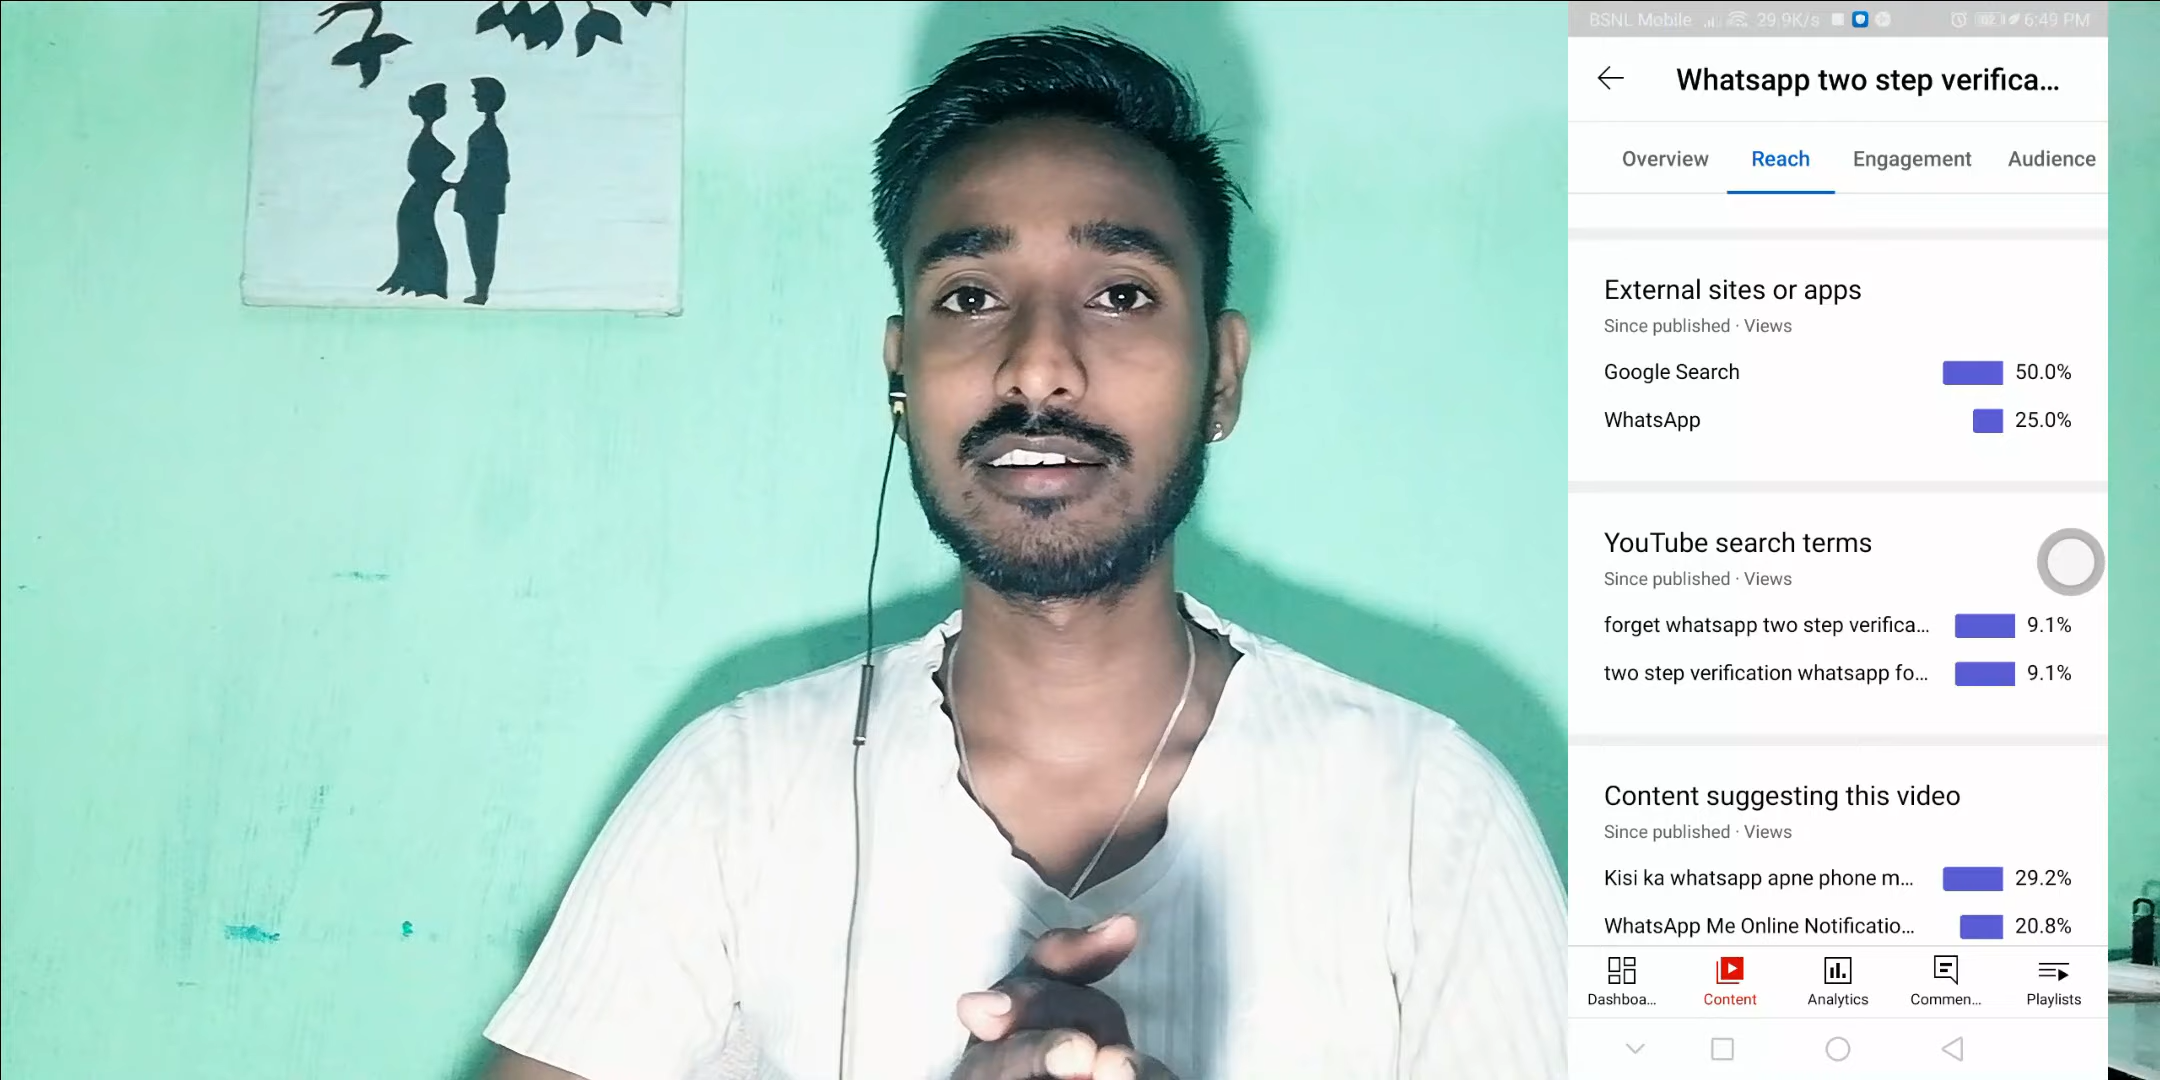 BSNL Mobile 29.9K/s 6:49 PM
Whatsapp two step verifica...
Overview Reach Engagement Audience
External sites or apps
Since published · Views
Google Search 50.0%
WhatsApp 25.0%
YouTube search terms
Since published · Views
forget whatsapp two step verifica... 9.1%
two step verification whatsapp fo... 9.1%
Content suggesting this video
Since published · Views
Kisi ka whatsapp apne phone m... 29.2%
WhatsApp Me Online Notificatio... 20.8%
Dashboa... Content Analytics Commen... Playlists